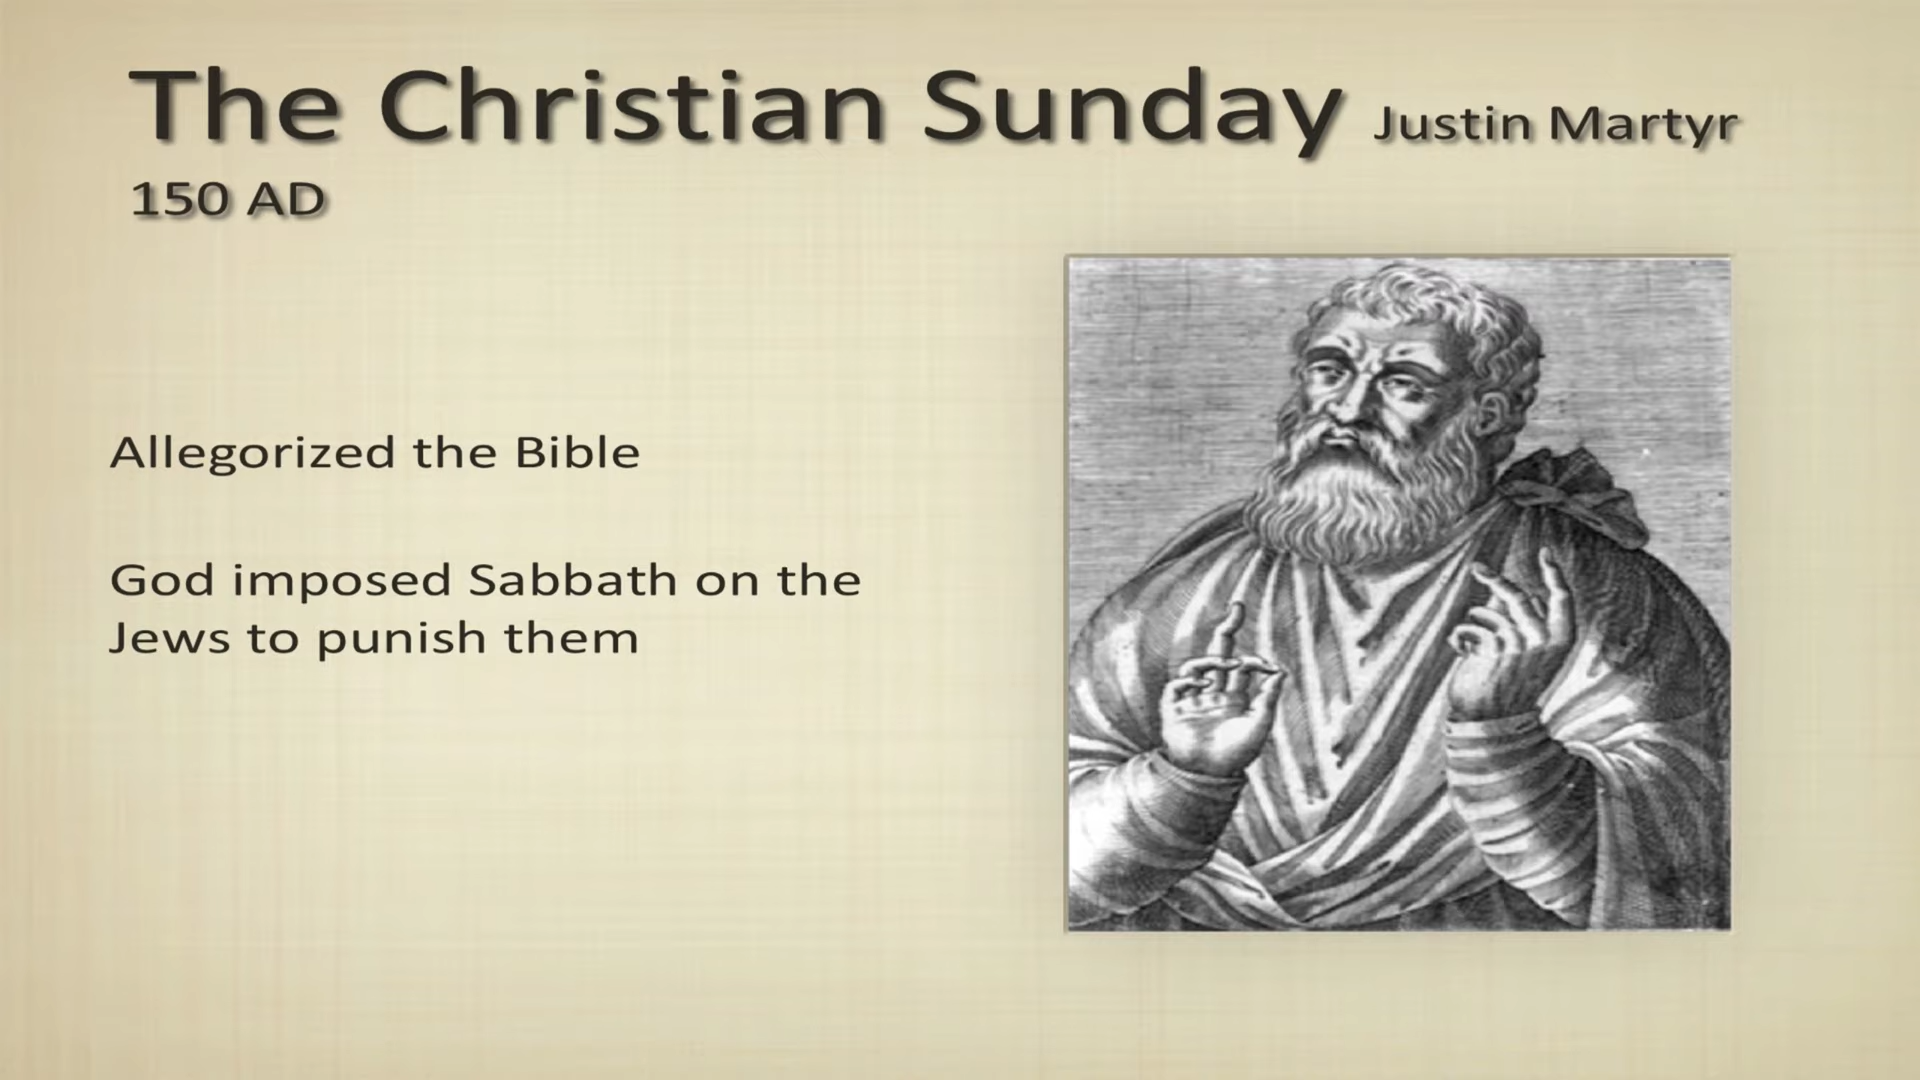 The Christian Sunday Justin Martyr
150 AD
Allegorized the Bible
God imposed Sabbath on the
Jews to punish them